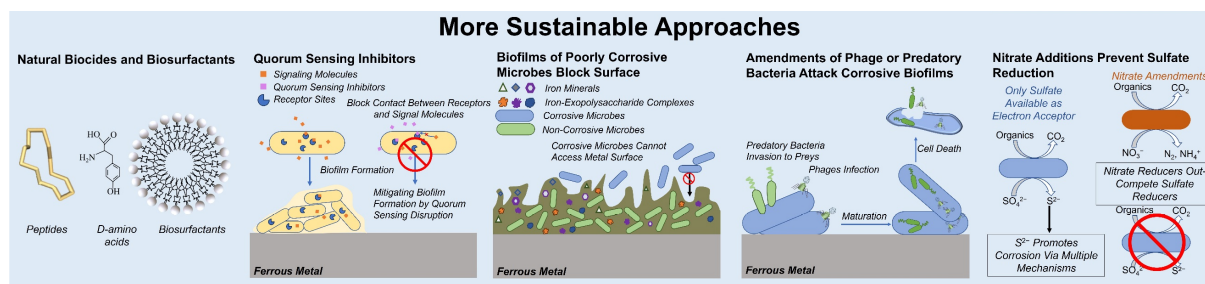 More Sustainable Approaches
Natural Biocides and Biosurfactants
HO
O
H₂N
OH
Peptides
D-amino
acids
Biosurfactants
Quorum Sensing Inhibitors
Signaling Molecules
Quorum Sensing Inhibitors
Receptor Sites
Block Contact Between Receptors
and Signal Molecules
Biofilm Formation
Mitigating Biofilm
Formation by Quorum
Sensing Disruption
Ferrous Metal
Biofilms of Poorly Corrosive
Microbes Block Surface
Iron Minerals
Iron-Exopolysaccharide Complexes
Corrosive Microbes
Non-Corrosive Microbes
Corrosive Microbes Cannot
Access Metal Surface
Ferrous Metal
Amendments of Phage or Predatory
Bacteria Attack Corrosive Biofilms
Predatory Bacteria
Invasion to Preys
Phages Infection
Cell Death
Maturation
Ferrous Metal
Nitrate Additions Prevent Sulfate
Reduction
Only Sulfate
Available as
Electron Acceptor
Organics
CO₂
SO₄²⁻
S²⁻
S²⁻ Promotes
Corrosion Via Multiple
Mechanisms
Nitrate Amendments
Organics
CO₂
NO₃⁻
N₂, NH₄⁺
Nitrate Reducers Out-
Compete Sulfate
Reducers
Organics
CO₂
SO₄²⁻
S²⁻